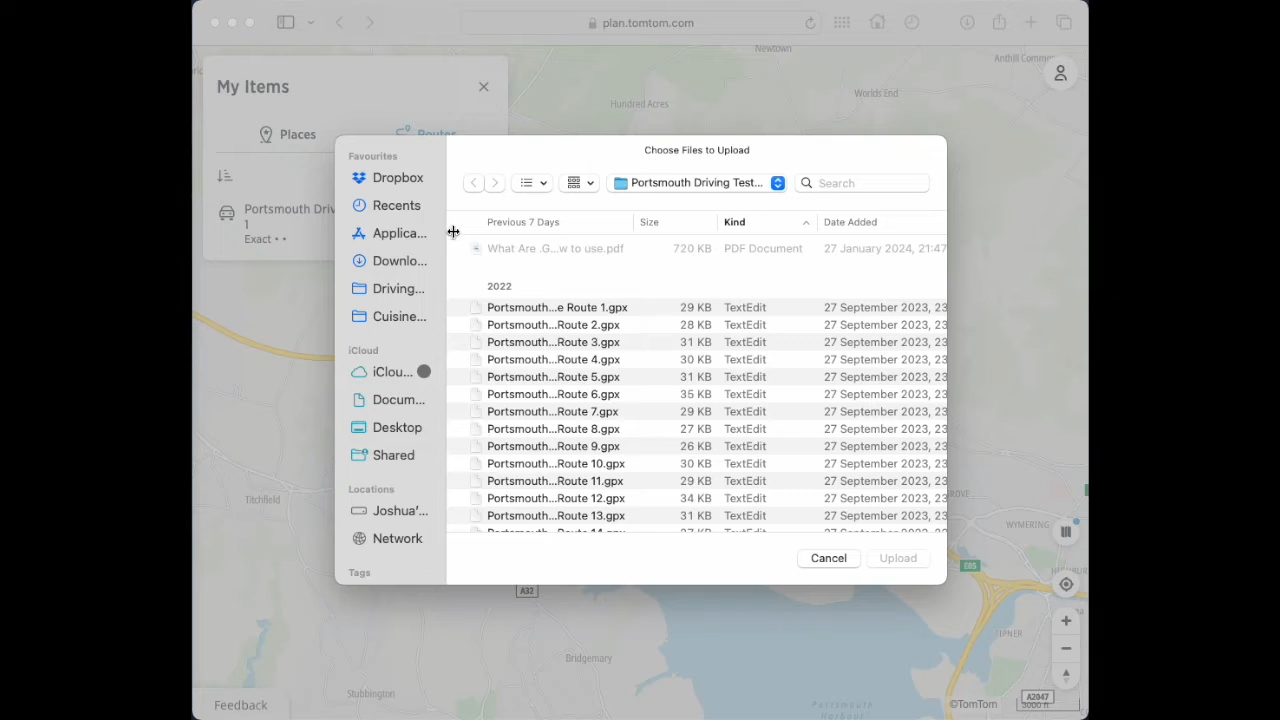 plan.tomtom.com
Newtown
Anthill Common
Hundred Acres
Worlds End
My Items
Places
Routes
Portsmouth Driv
1
Exact • •
Choose Files to Upload
Favourites
Dropbox
Recents
Applica...
Downlo...
Driving...
Cuisine...
iCloud
iClou...
Docum...
Desktop
Shared
Locations
Joshua’...
Network
Tags
Portsmouth Driving Test...
Search
Previous 7 Days Size Kind Date Added
What Are .G...w to use.pdf 720 KB PDF Document 27 January 2024, 21:47
2022
Portsmouth...e Route 1.gpx 29 KB TextEdit 27 September 2023, 23
Portsmouth...Route 2.gpx 28 KB TextEdit 27 September 2023, 23
Portsmouth...Route 3.gpx 31 KB TextEdit 27 September 2023, 23
Portsmouth...Route 4.gpx 30 KB TextEdit 27 September 2023, 23
Portsmouth...Route 5.gpx 31 KB TextEdit 27 September 2023, 23
Portsmouth...Route 6.gpx 35 KB TextEdit 27 September 2023, 23
Portsmouth...Route 7.gpx 29 KB TextEdit 27 September 2023, 23
Portsmouth...Route 8.gpx 27 KB TextEdit 27 September 2023, 23
Portsmouth...Route 9.gpx 26 KB TextEdit 27 September 2023, 23
Portsmouth...Route 10.gpx 30 KB TextEdit 27 September 2023, 23
Portsmouth...Route 11.gpx 29 KB TextEdit 27 September 2023, 23
Portsmouth...Route 12.gpx 34 KB TextEdit 27 September 2023, 23
Portsmouth...Route 13.gpx 31 KB TextEdit 27 September 2023, 23
Cancel Upload
Titchfield
WYMERING
E05
A32
TIPNER
Bridgemary
Stubbington
Portsmouth
Harbour
A2047
©TomTom
3000 ft
Feedback